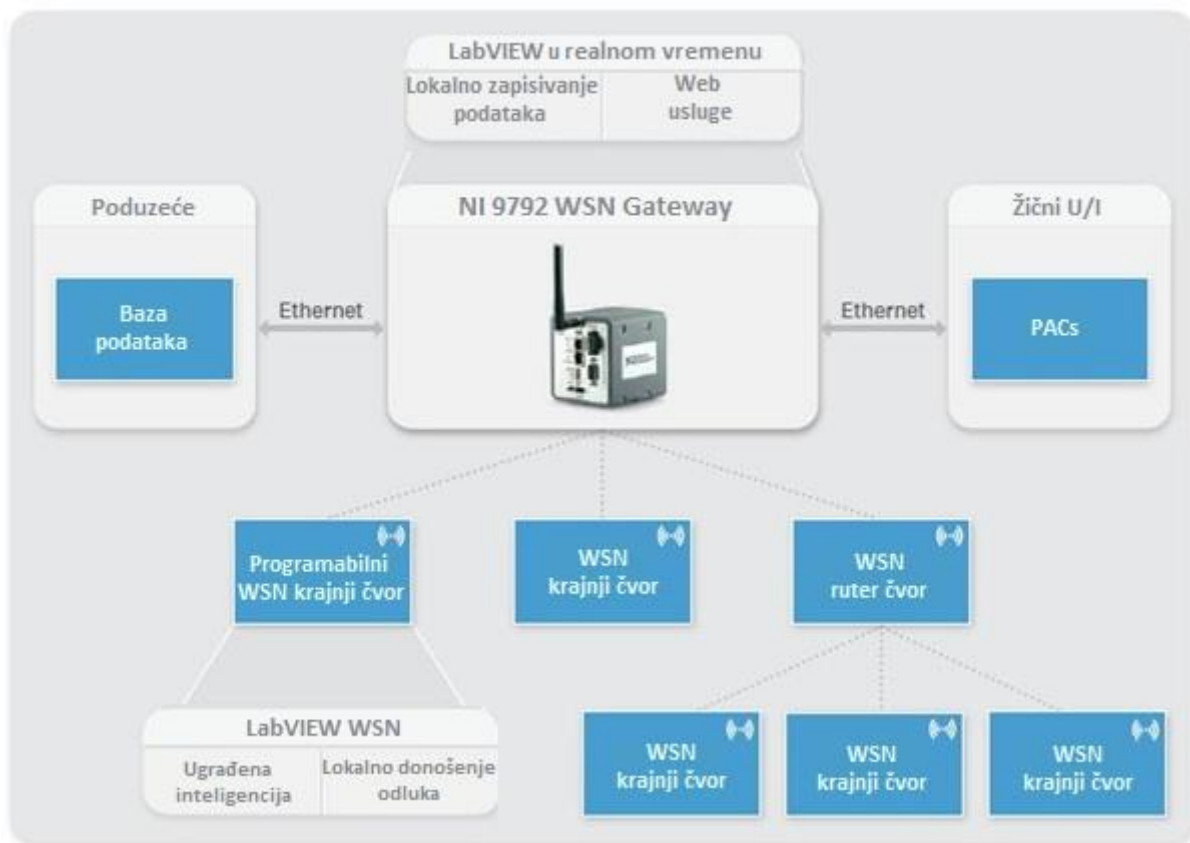 LabVIEW u realnom vremenu
Lokalno zapisivanje
podataka
Web
usluge
Poduzeće
NI 9792 WSN Gateway
Žični U/I
Baza
podataka
Ethernet
Ethernet
PACs
Programabilni
WSN krajnji čvor
WSN
krajnji čvor
WSN
ruter čvor
LabVIEW WSN
Ugrađena
inteligencija
Lokalno donošenje
odluka
WSN
krajnji čvor
WSN
krajnji čvor
WSN
krajnji čvor